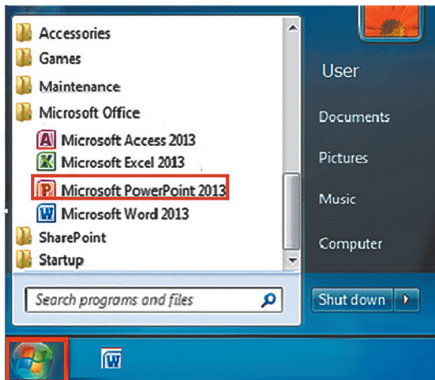 Accessories
Games
Maintenance
Microsoft Office
Microsoft Access 2013
Microsoft Excel 2013
Microsoft PowerPoint 2013
Microsoft Word 2013
SharePoint
Startup
Search programs and files
User
Documents
Pictures
Music
Computer
Shut down